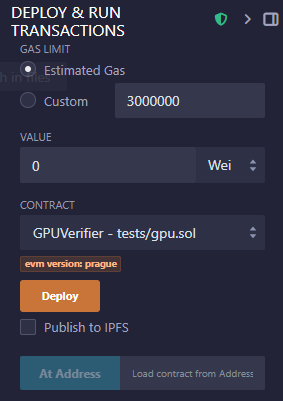 DEPLOY & RUN
TRANSACTIONS
GAS LIMIT
Estimated Gas
h in files
Custom 3000000
VALUE
0 Wei
CONTRACT
GPUVerifier - tests/gpu.sol
evm version: prague
Deploy
Publish to IPFS
At Address Load contract from Address